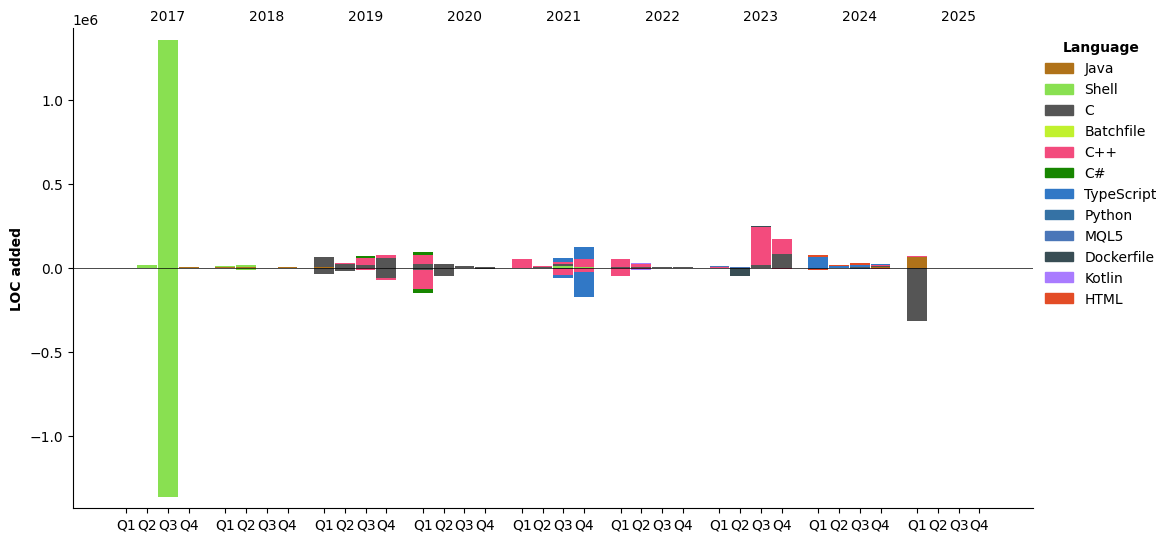 1e6
2017 2018 2019 2020 2021 2022 2023 2024 2025
LOC added
1.0
0.5
0.0
−0.5
−1.0
Q1 Q2 Q3 Q4 Q1 Q2 Q3 Q4 Q1 Q2 Q3 Q4 Q1 Q2 Q3 Q4 Q1 Q2 Q3 Q4 Q1 Q2 Q3 Q4 Q1 Q2 Q3 Q4 Q1 Q2 Q3 Q4 Q1 Q2 Q3 Q4
Language
Java
Shell
C
Batchfile
C++
C#
TypeScript
Python
MQL5
Dockerfile
Kotlin
HTML